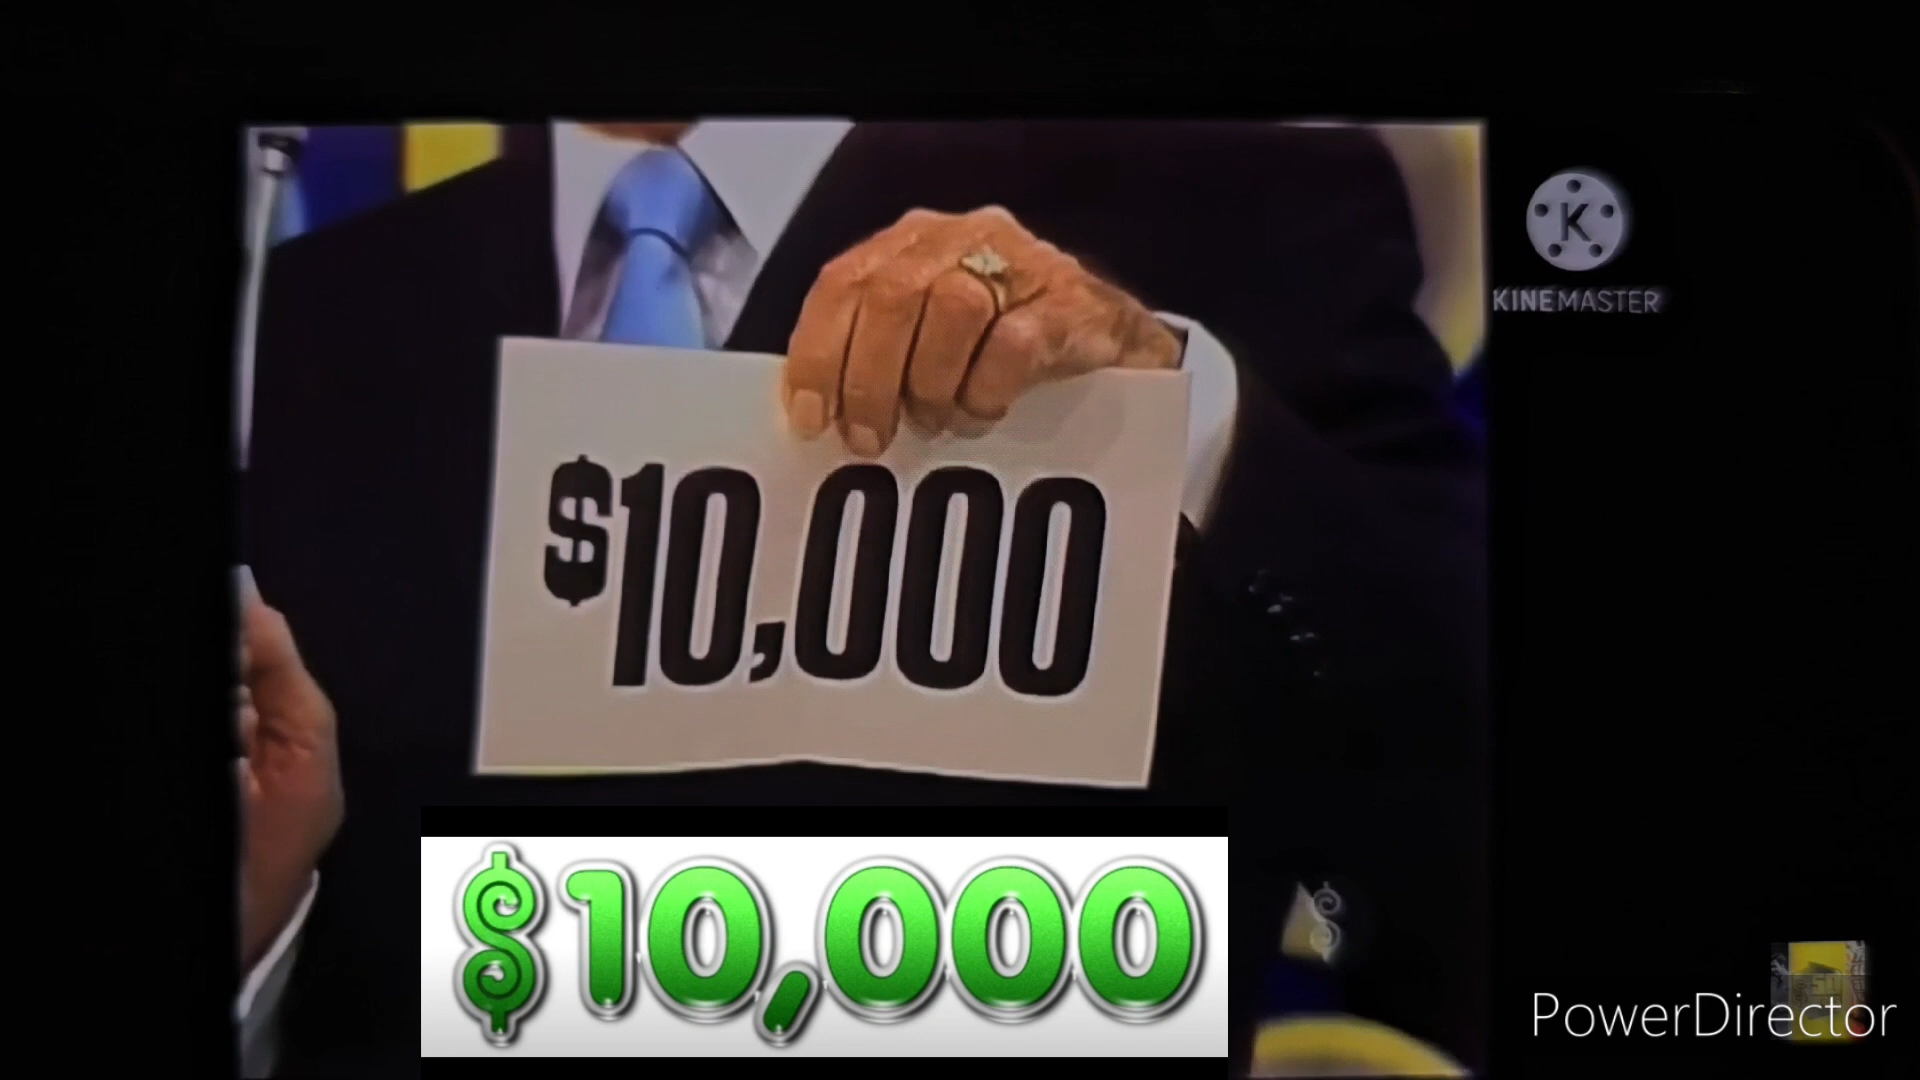 K
KINEMASTER
$10,000
$10,000
PowerDirector